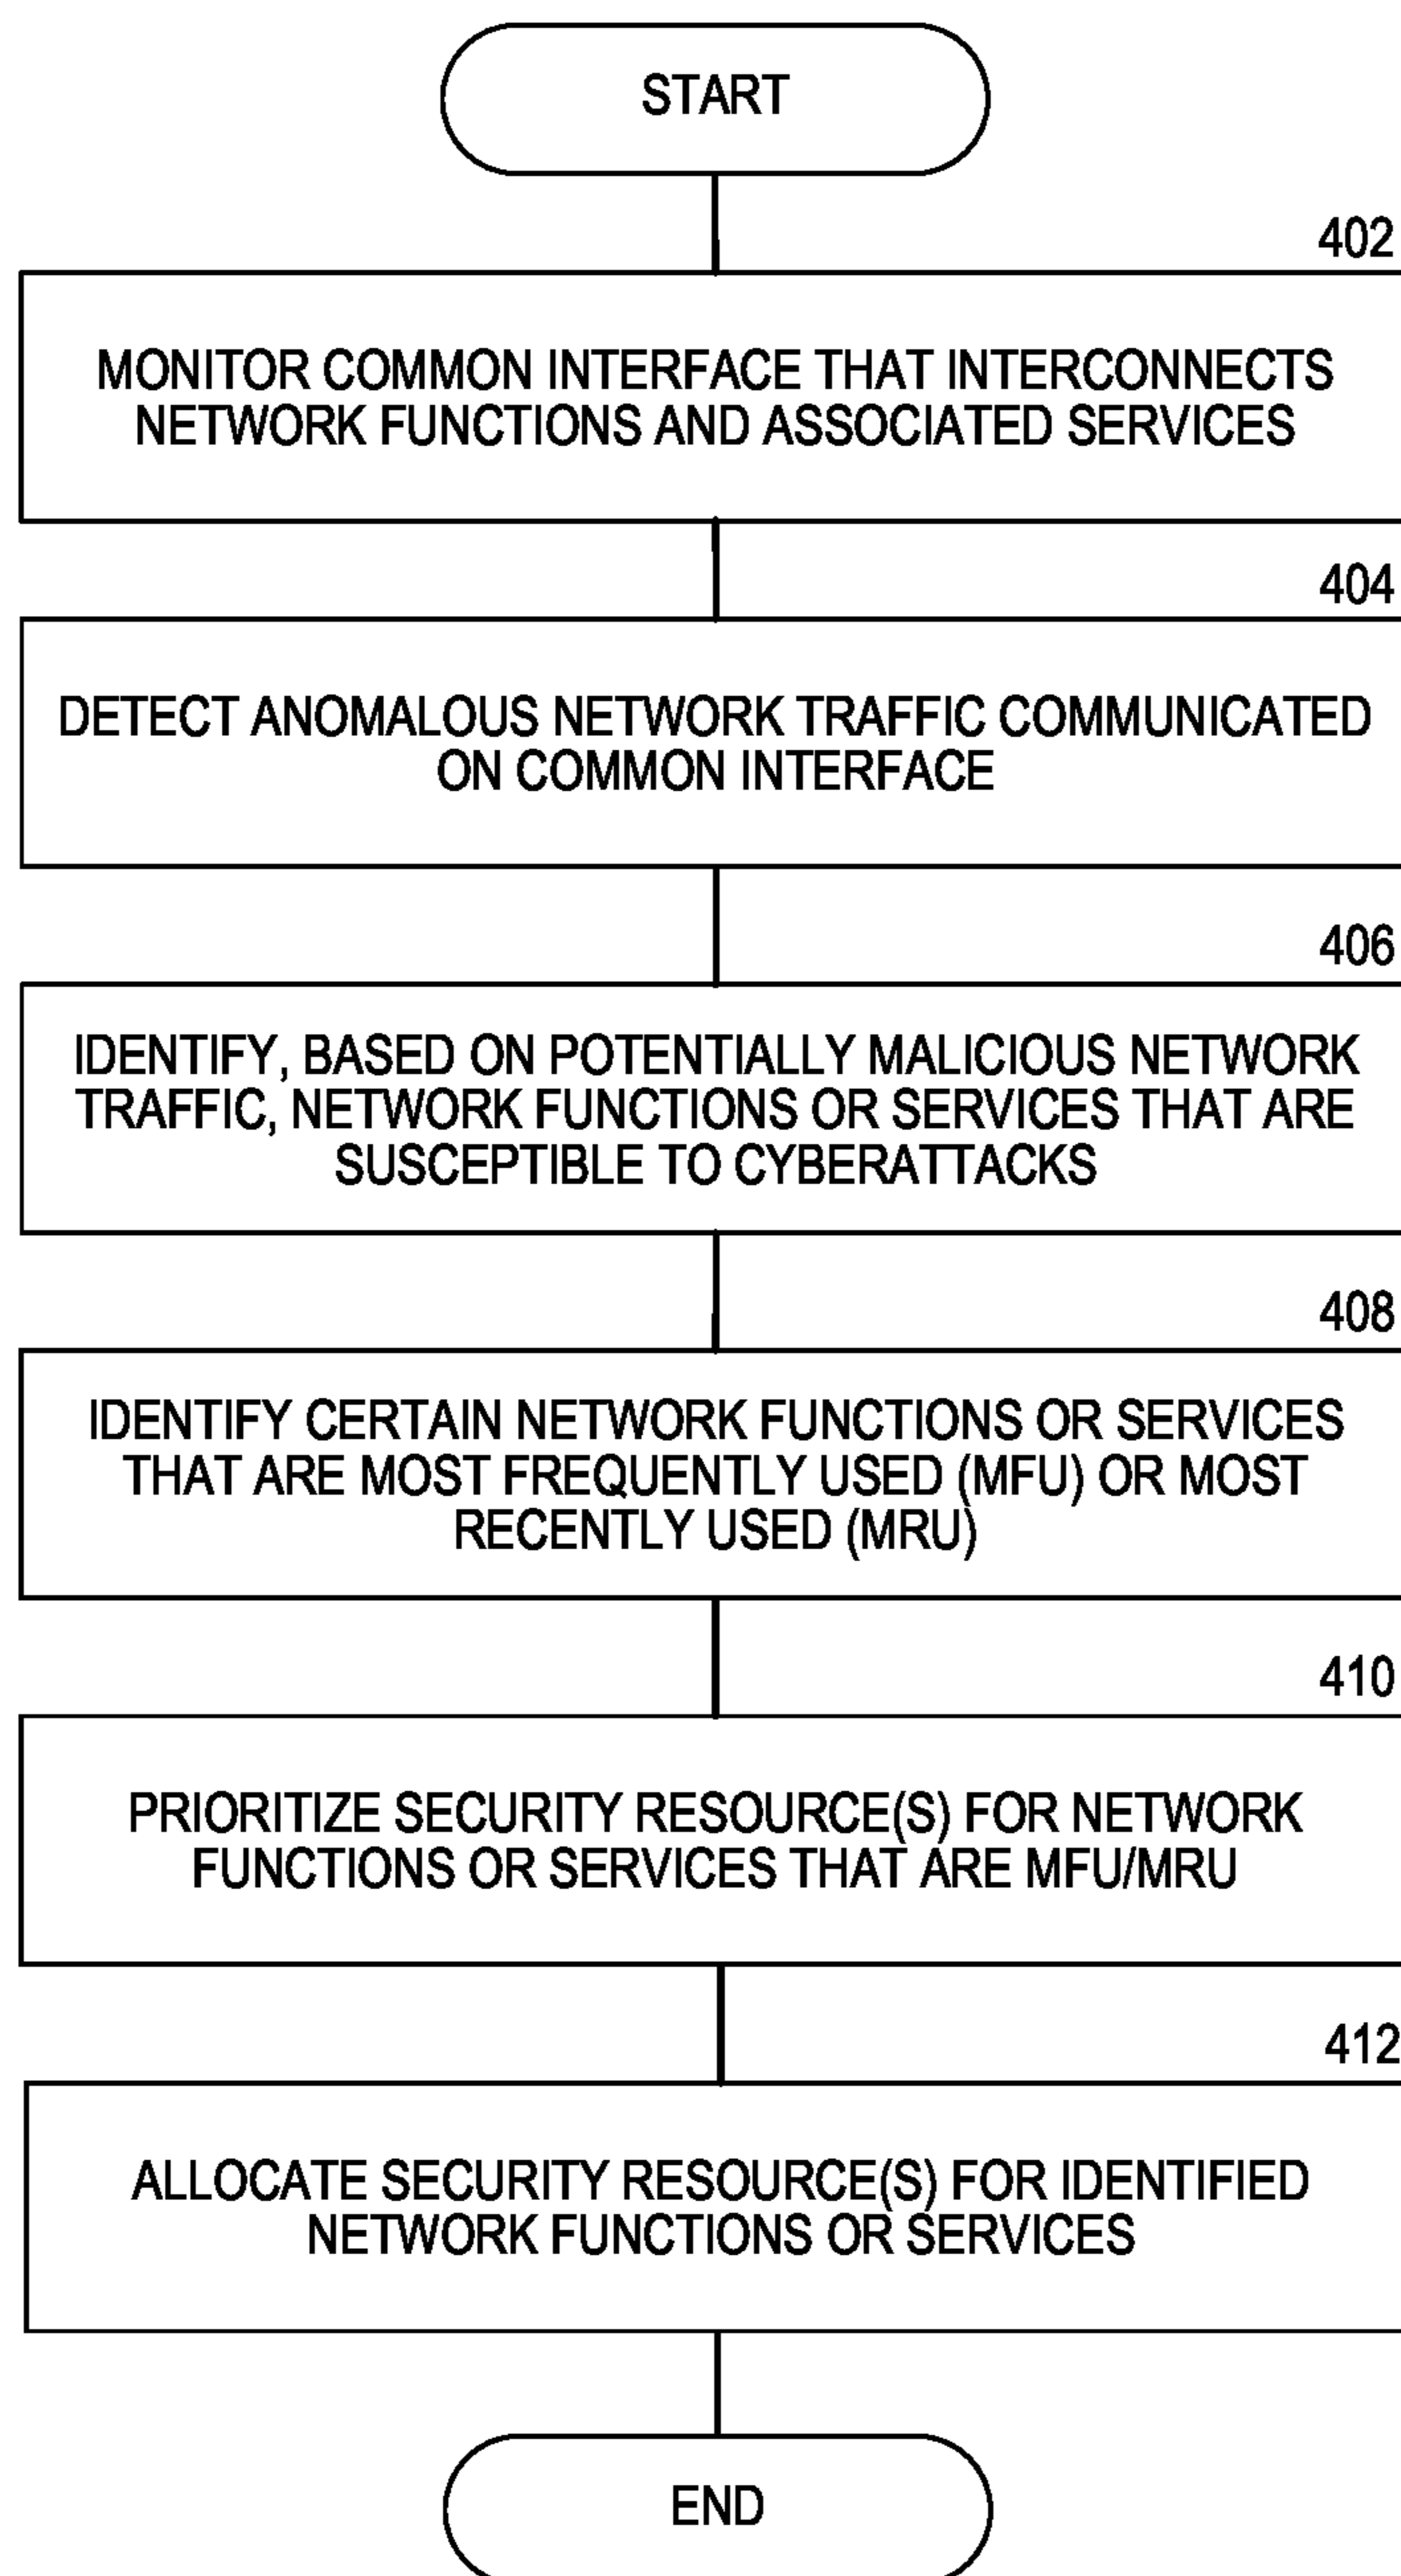 START
402
MONITOR COMMON INTERFACE THAT INTERCONNECTS
NETWORK FUNCTIONS AND ASSOCIATED SERVICES
404
DETECT ANOMALOUS NETWORK TRAFFIC COMMUNICATED
ON COMMON INTERFACE
406
IDENTIFY, BASED ON POTENTIALLY MALICIOUS NETWORK
TRAFFIC, NETWORK FUNCTIONS OR SERVICES THAT ARE
SUSCEPTIBLE TO CYBERATTACKS
408
IDENTIFY CERTAIN NETWORK FUNCTIONS OR SERVICES
THAT ARE MOST FREQUENTLY USED (MFU) OR MOST
RECENTLY USED (MRU)
410
PRIORITIZE SECURITY RESOURCE(S) FOR NETWORK
FUNCTIONS OR SERVICES THAT ARE MFU/MRU
412
ALLOCATE SECURITY RESOURCE(S) FOR IDENTIFIED
NETWORK FUNCTIONS OR SERVICES
END